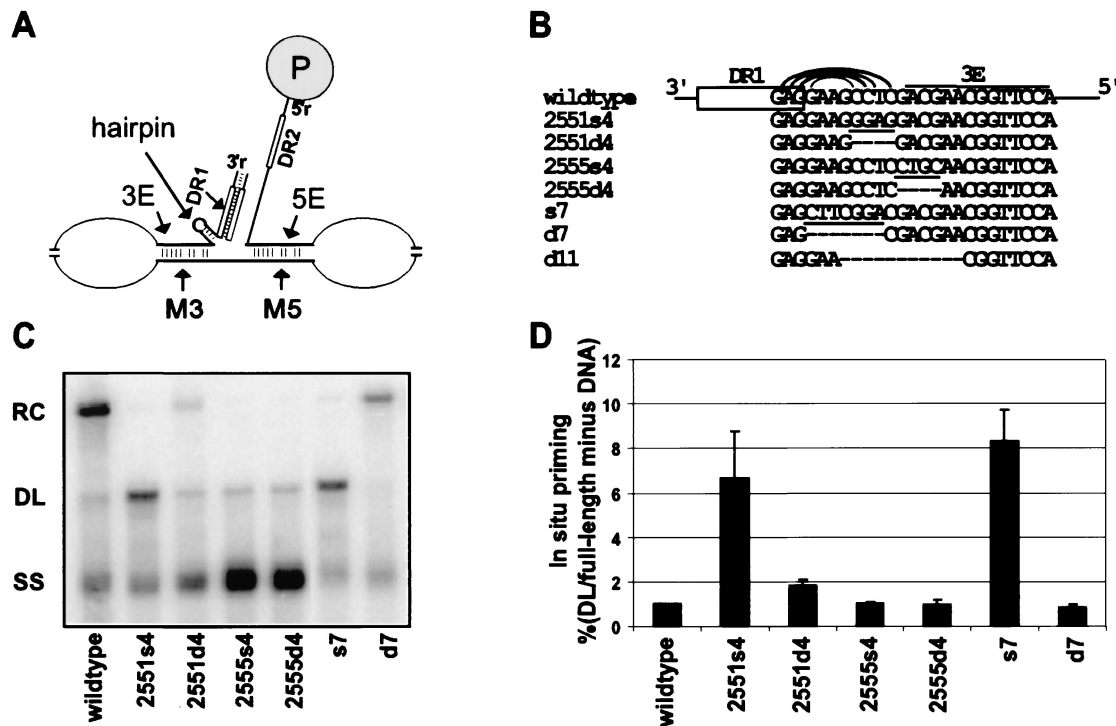 A
P
5'r
hairpin
DR2
3'r
DR1
3E
5E
M3
M5
B
DR1 3E
3' 5'
wildtype GAGGAAGCCTCGACGAACGGTTCCA
2551s4 GAGGAAGGGAGGACGAACGGTTCCA
2551d4 GAGGAAG----GACGAACGGTTCCA
2555s4 GAGGAAGCCTCCTGCAACGGTTCCA
2555d4 GAGGAAGCCTC----AACGGTTCCA
s7 GAGCTTCGGACGACGAACGGTTCCA
d7 GAG-------CGACGAACGGTTCCA
d11 GAGGAA-----------CGGTTCCA
C
RC
DL
SS
wildtype
2551s4
2551d4
2555s4
2555d4
s7
d7
D
In situ priming
%(DL/full-length minus DNA)
12
10
8
6
4
2
0
wildtype
2551s4
2551d4
2555s4
2555d4
s7
d7